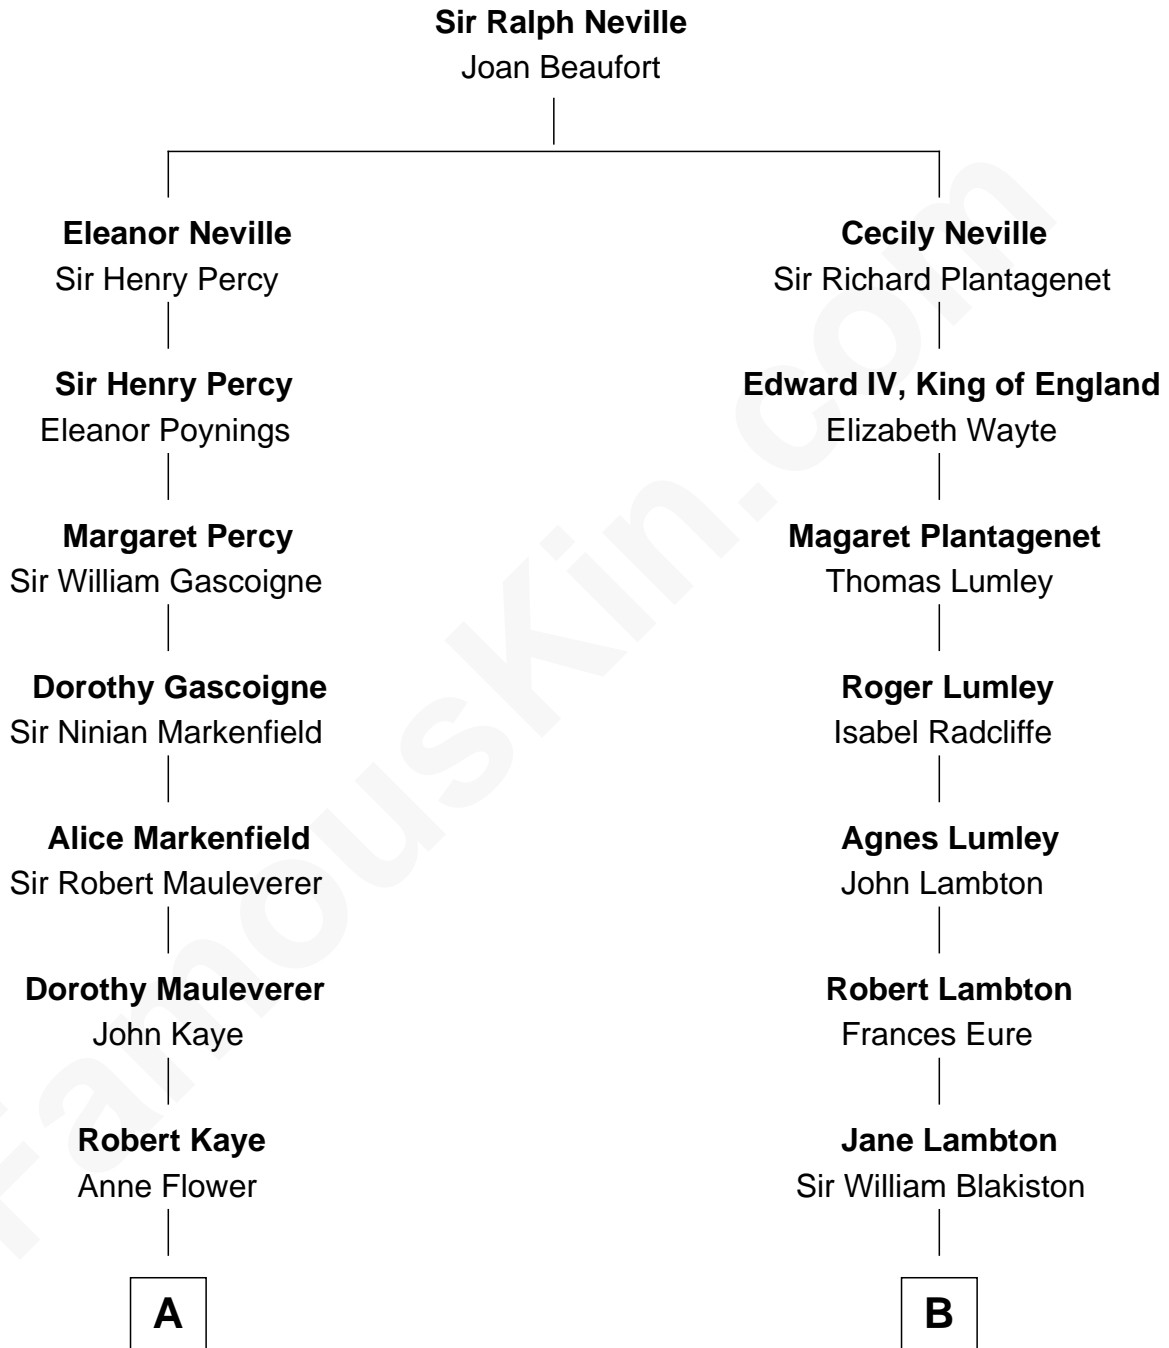 Sir Ralph Neville
Joan Beaufort
Eleanor Neville
Sir Henry Percy
Cecily Neville
Sir Richard Plantagenet
Sir Henry Percy
Eleanor Poynings
Edward IV, King of England
Elizabeth Wayte
Margaret Percy
Sir William Gascoigne
Magaret Plantagenet
Thomas Lumley
Dorothy Gascoigne
Sir Ninian Markenfield
Roger Lumley
Isabel Radcliffe
Alice Markenfield
Sir Robert Mauleverer
Agnes Lumley
John Lambton
Dorothy Mauleverer
John Kaye
Robert Lambton
Frances Eure
Robert Kaye
Anne Flower
Jane Lambton
Sir William Blakiston
A
B
FamousKin.com